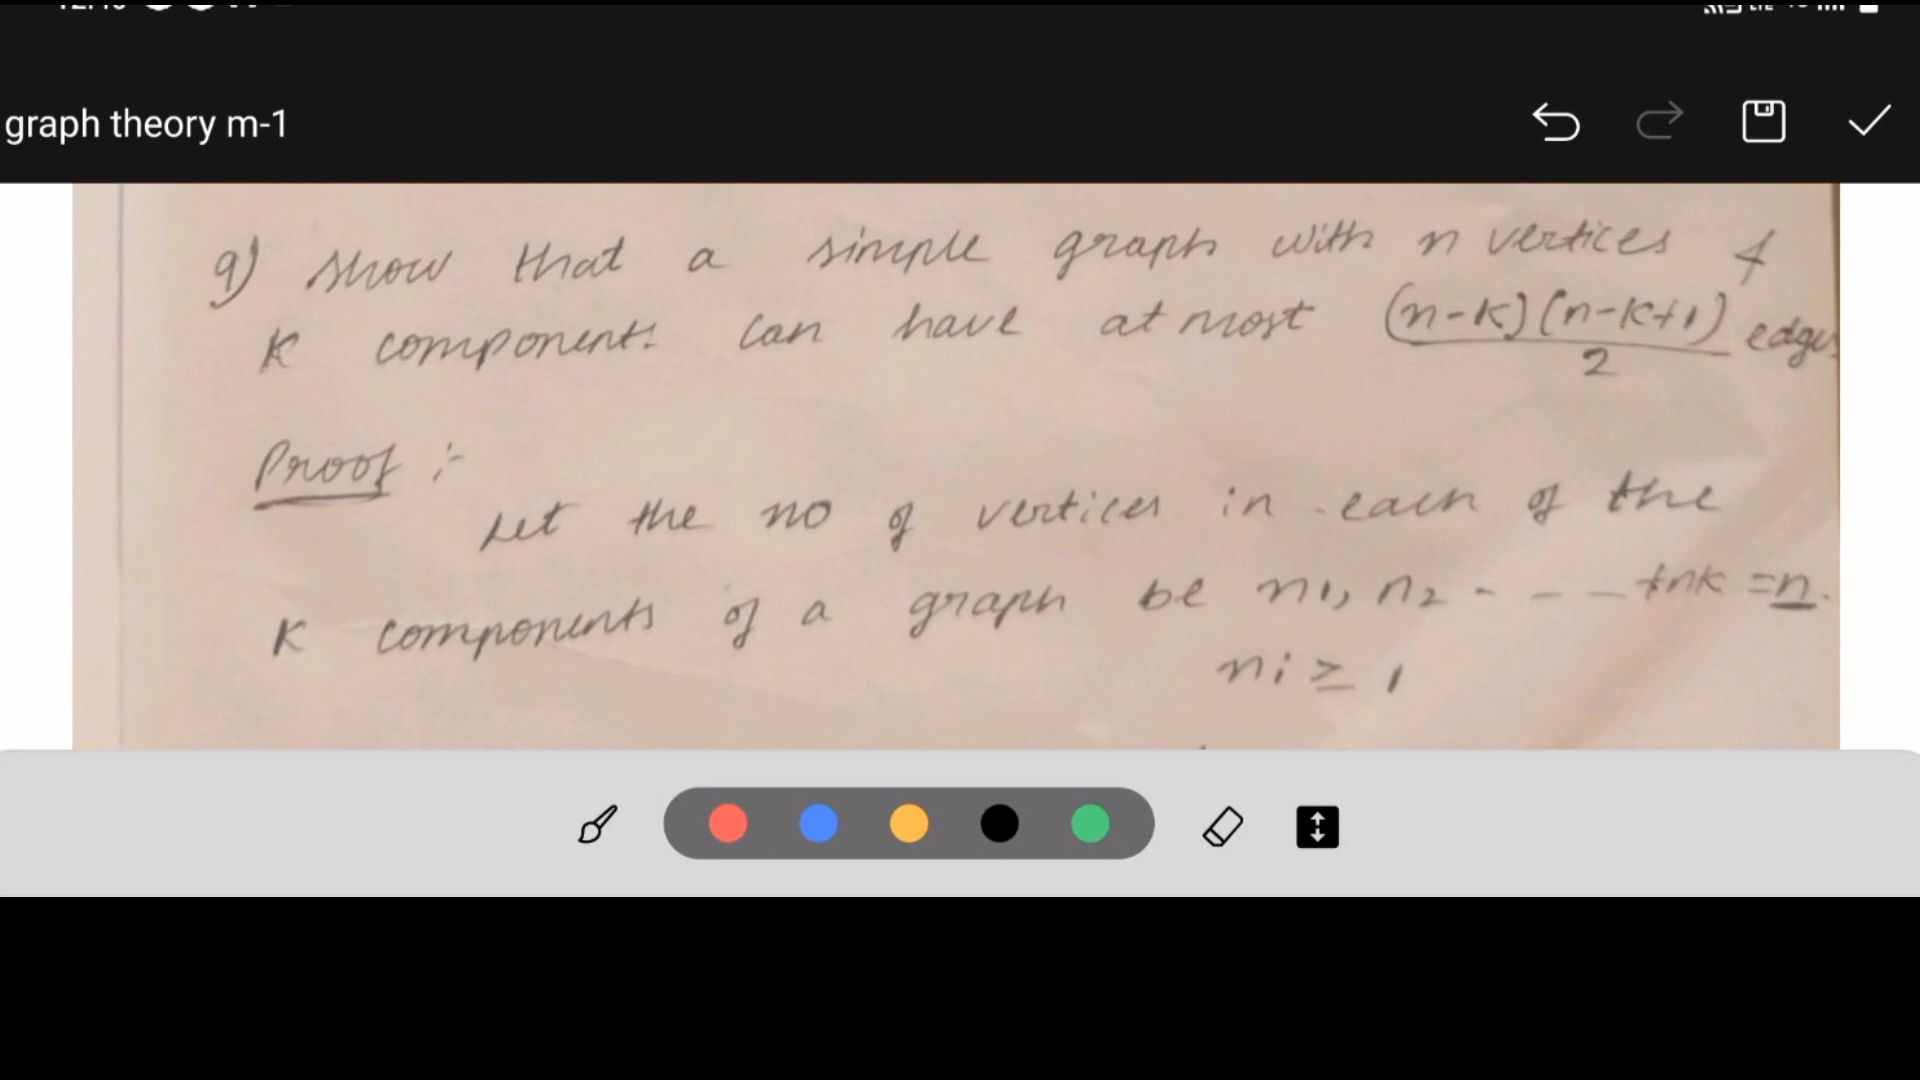 graph theory m-1
9) Show that a simple graph with n vertices &
K components can have at most (n-K)(n-K+1)/2 edges
Proof :-
Let the no of vertices in each of the
K components of a graph be n1, n2 - - - +nk = n.
ni ≥ 1